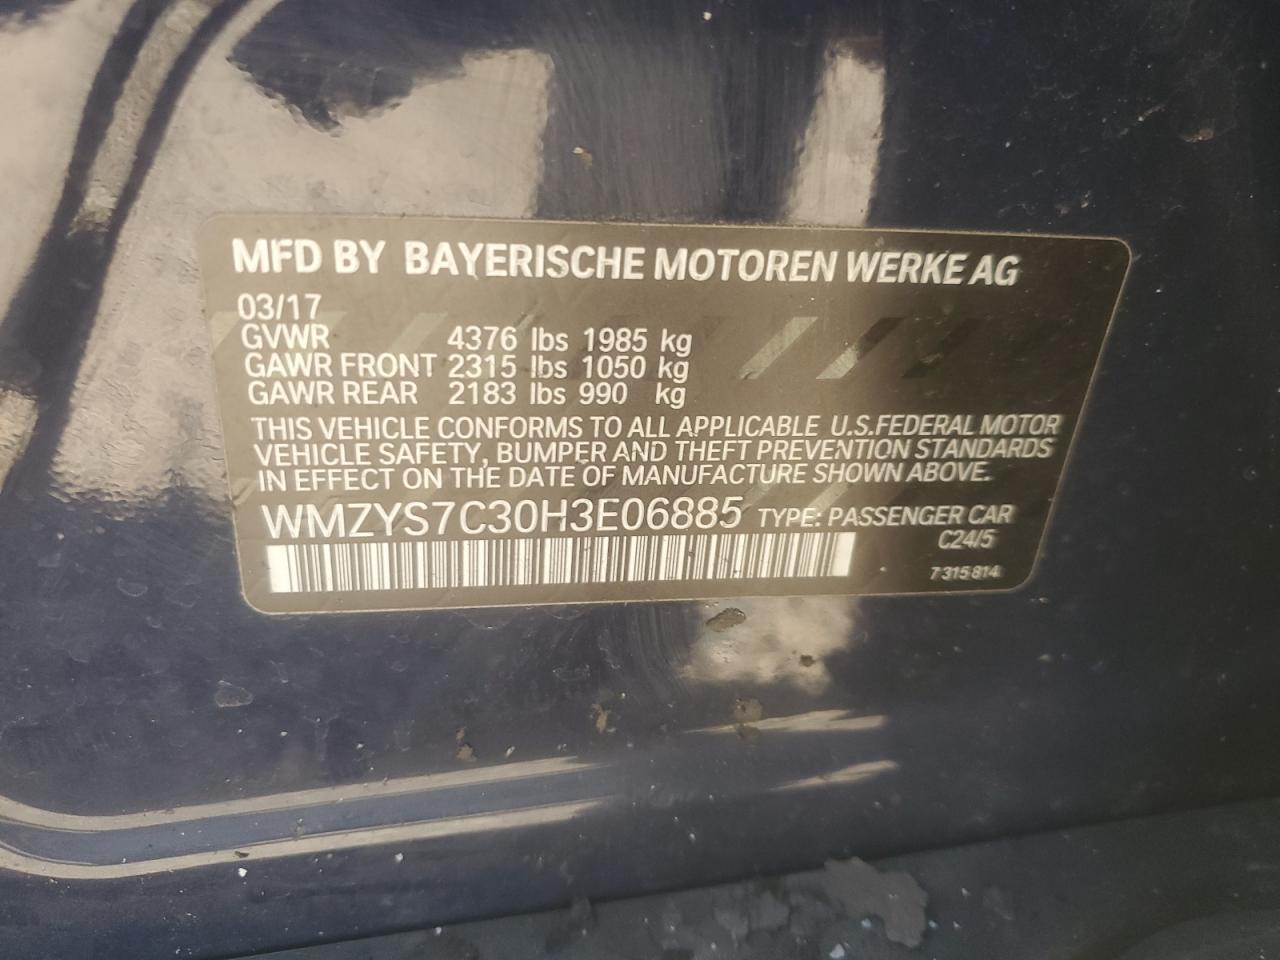 MFD BY BAYERISCHE MOTOREN WERKE AG
03/17
GVWR 4376 lbs 1985 kg
GAWR FRONT 2315 lbs 1050 kg
GAWR REAR 2183 lbs 990 kg
THIS VEHICLE CONFORMS TO ALL APPLICABLE U.S.FEDERAL MOTOR
VEHICLE SAFETY, BUMPER AND THEFT PREVENTION STANDARDS
IN EFFECT ON THE DATE OF MANUFACTURE SHOWN ABOVE.
WMZYS7C30H3E06885 TYPE: PASSENGER CAR
C24/5
7 315 814